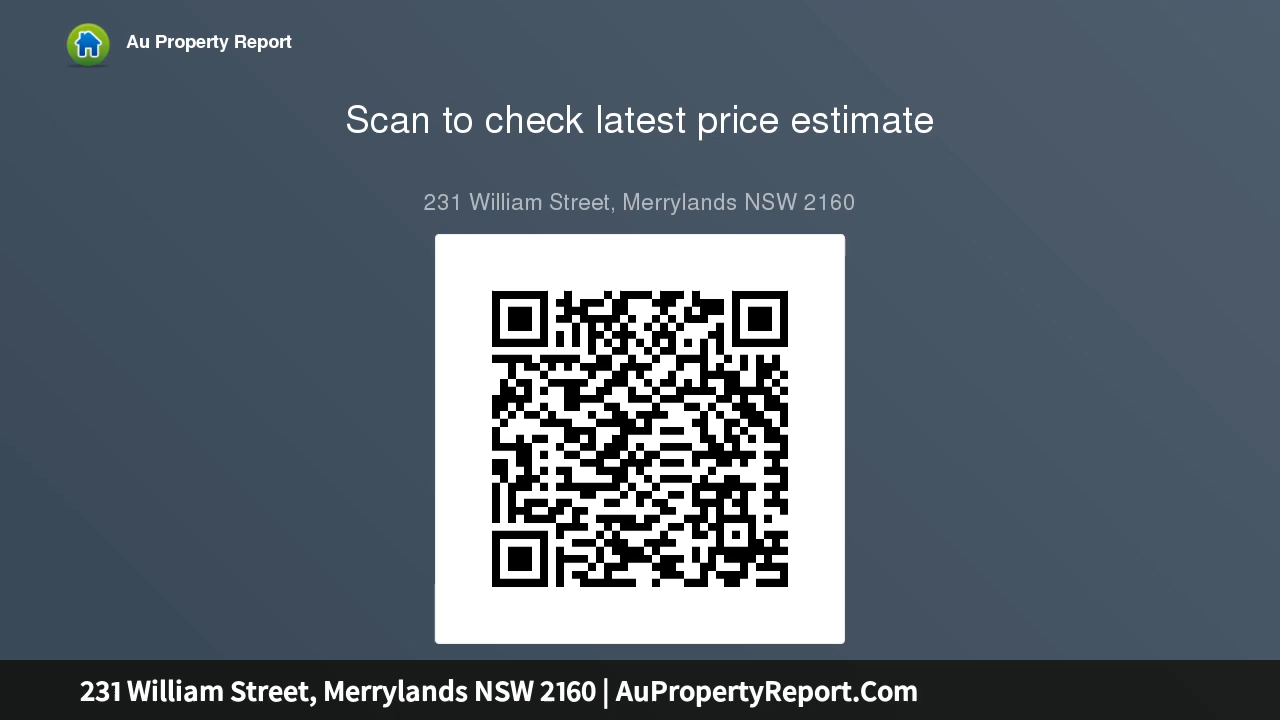 Au Property Report
Scan to check latest price estimate
231 William Street, Merrylands NSW 2160
231 William Street, Merrylands NSW 2160 | AuPropertyReport.Com